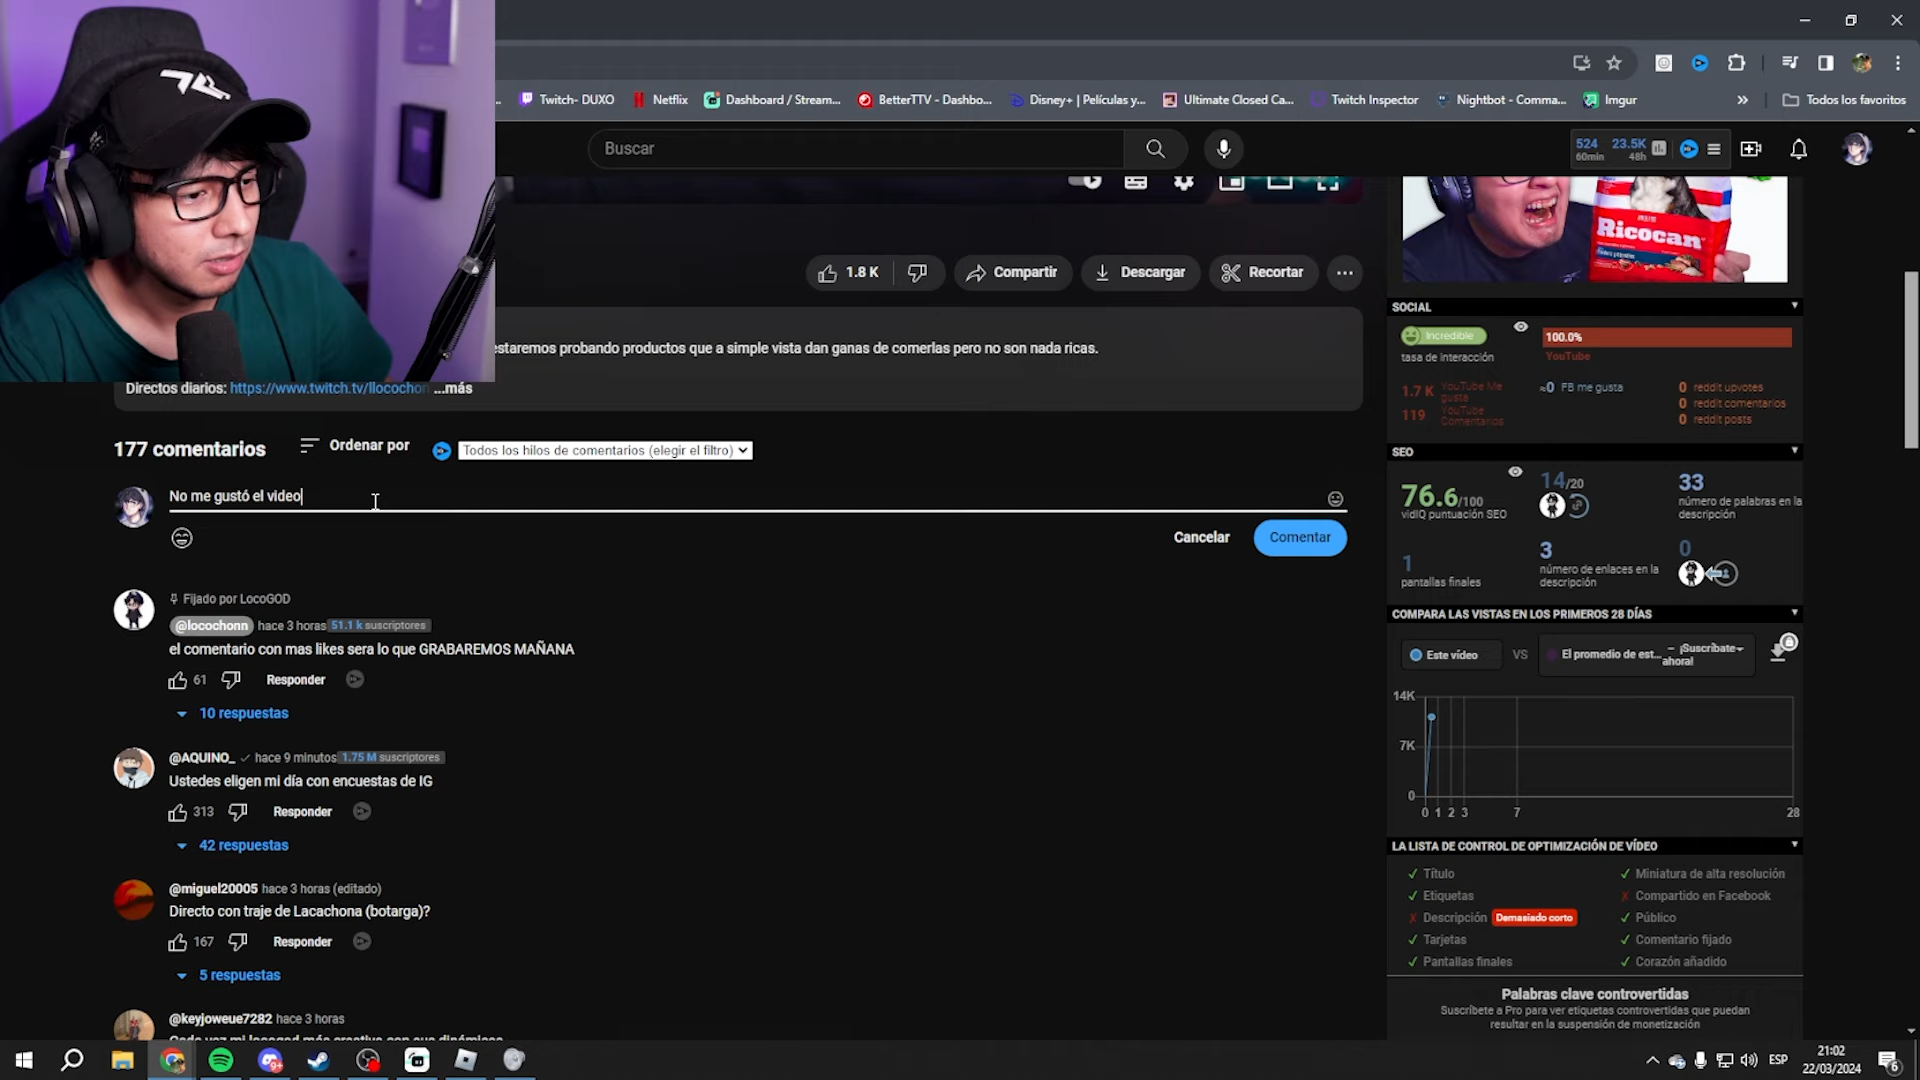 Twitch- DUXO
Netflix
Dashboard / Stream...
BetterTTV - Dashbo...
Disney+ | Películas y...
Ultimate Closed Ca...
Twitch Inspector
Nightbot - Comma...
Imgur
Todos los favoritos
Buscar
524
60min
23.5K
48h
Ricocan
1.8 K
Compartir
Descargar
Recortar
estaremos probando productos que a simple vista dan ganas de comerlas pero no son nada ricas.
Directos diarios: https://www.twitch.tv/llocochon ...más
177 comentarios
Ordenar por
Todos los hilos de comentarios (elegir el filtro)
No me gustó el video
Cancelar
Comentar
Fijado por LocoGOD
@locochonn hace 3 horas 51.1 k suscriptores
el comentario con mas likes sera lo que GRABAREMOS MAÑANA
61
Responder
10 respuestas
@AQUINO_ hace 9 minutos 1.75 M suscriptores
Ustedes eligen mi día con encuestas de IG
313
Responder
42 respuestas
@miguel20005 hace 3 horas (editado)
Directo con traje de Lacachona (botarga)?
167
Responder
5 respuestas
@keyjoweue7282 hace 3 horas
SOCIAL
Incredible
tasa de interacción
100.0%
YouTube
1.7 K YouTube Me gusta
119 YouTube Comentarios
≈0 FB me gusta
0 reddit upvotes
0 reddit comentarios
0 reddit posts
SEO
76.6/100
vidIQ puntuación SEO
14/20
33
número de palabras en la
descripción
1
pantallas finales
3
número de enlaces en la
descripción
0
COMPARA LAS VISTAS EN LOS PRIMEROS 28 DÍAS
Este vídeo
VS
El promedio de est...
– ¡Suscríbate
ahora!
14K
7K
0
0 1 2 3 7 28
LA LISTA DE CONTROL DE OPTIMIZACIÓN DE VÍDEO
Título
Etiquetas
Descripción Demasiado corto
Tarjetas
Pantallas finales
Miniatura de alta resolución
Compartido en Facebook
Público
Comentario fijado
Corazón añadido
Palabras clave controvertidas
Suscríbete a Pro para ver etiquetas controvertidas que puedan
resultar en la suspensión de monetización
9+
ESP
21:02
22/03/2024
6